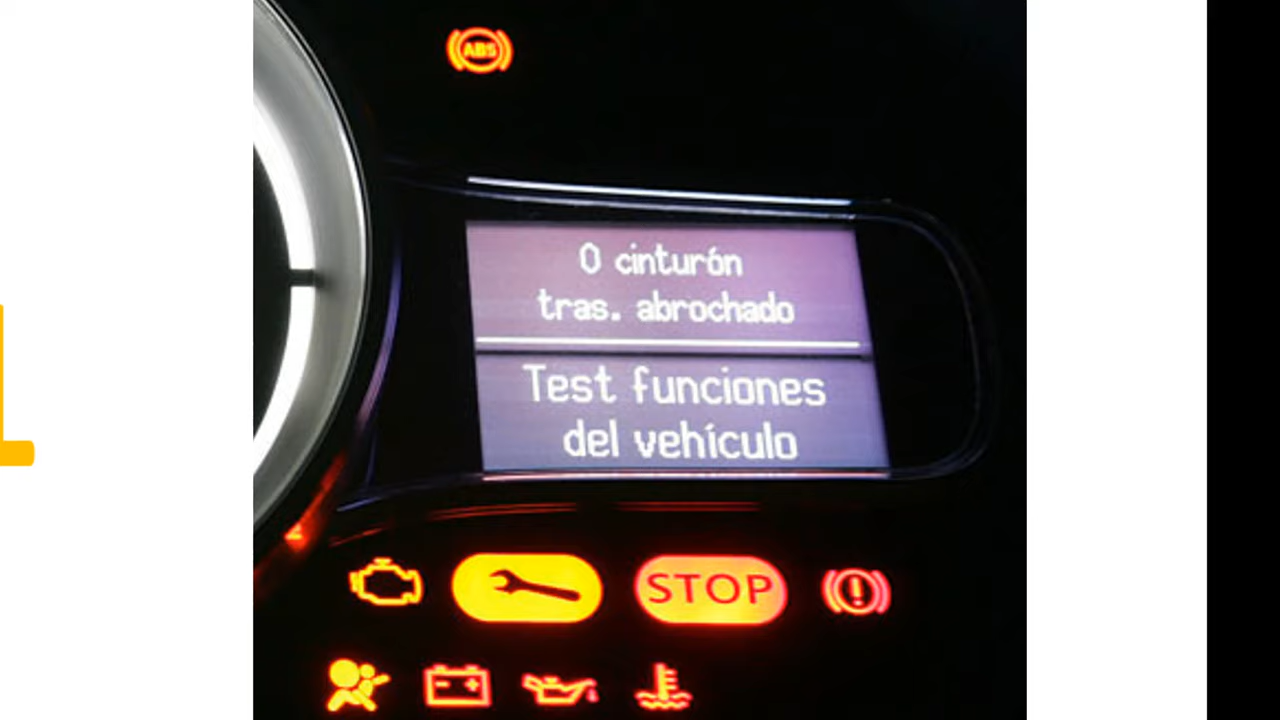 ABS
0 cinturón
tras. abrochado
Test funciones
del vehículo
STOP